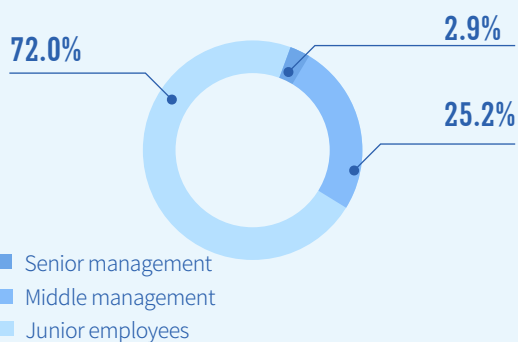 2.9%
72.0%
25.2%
Senior management
Middle management
Junior employees